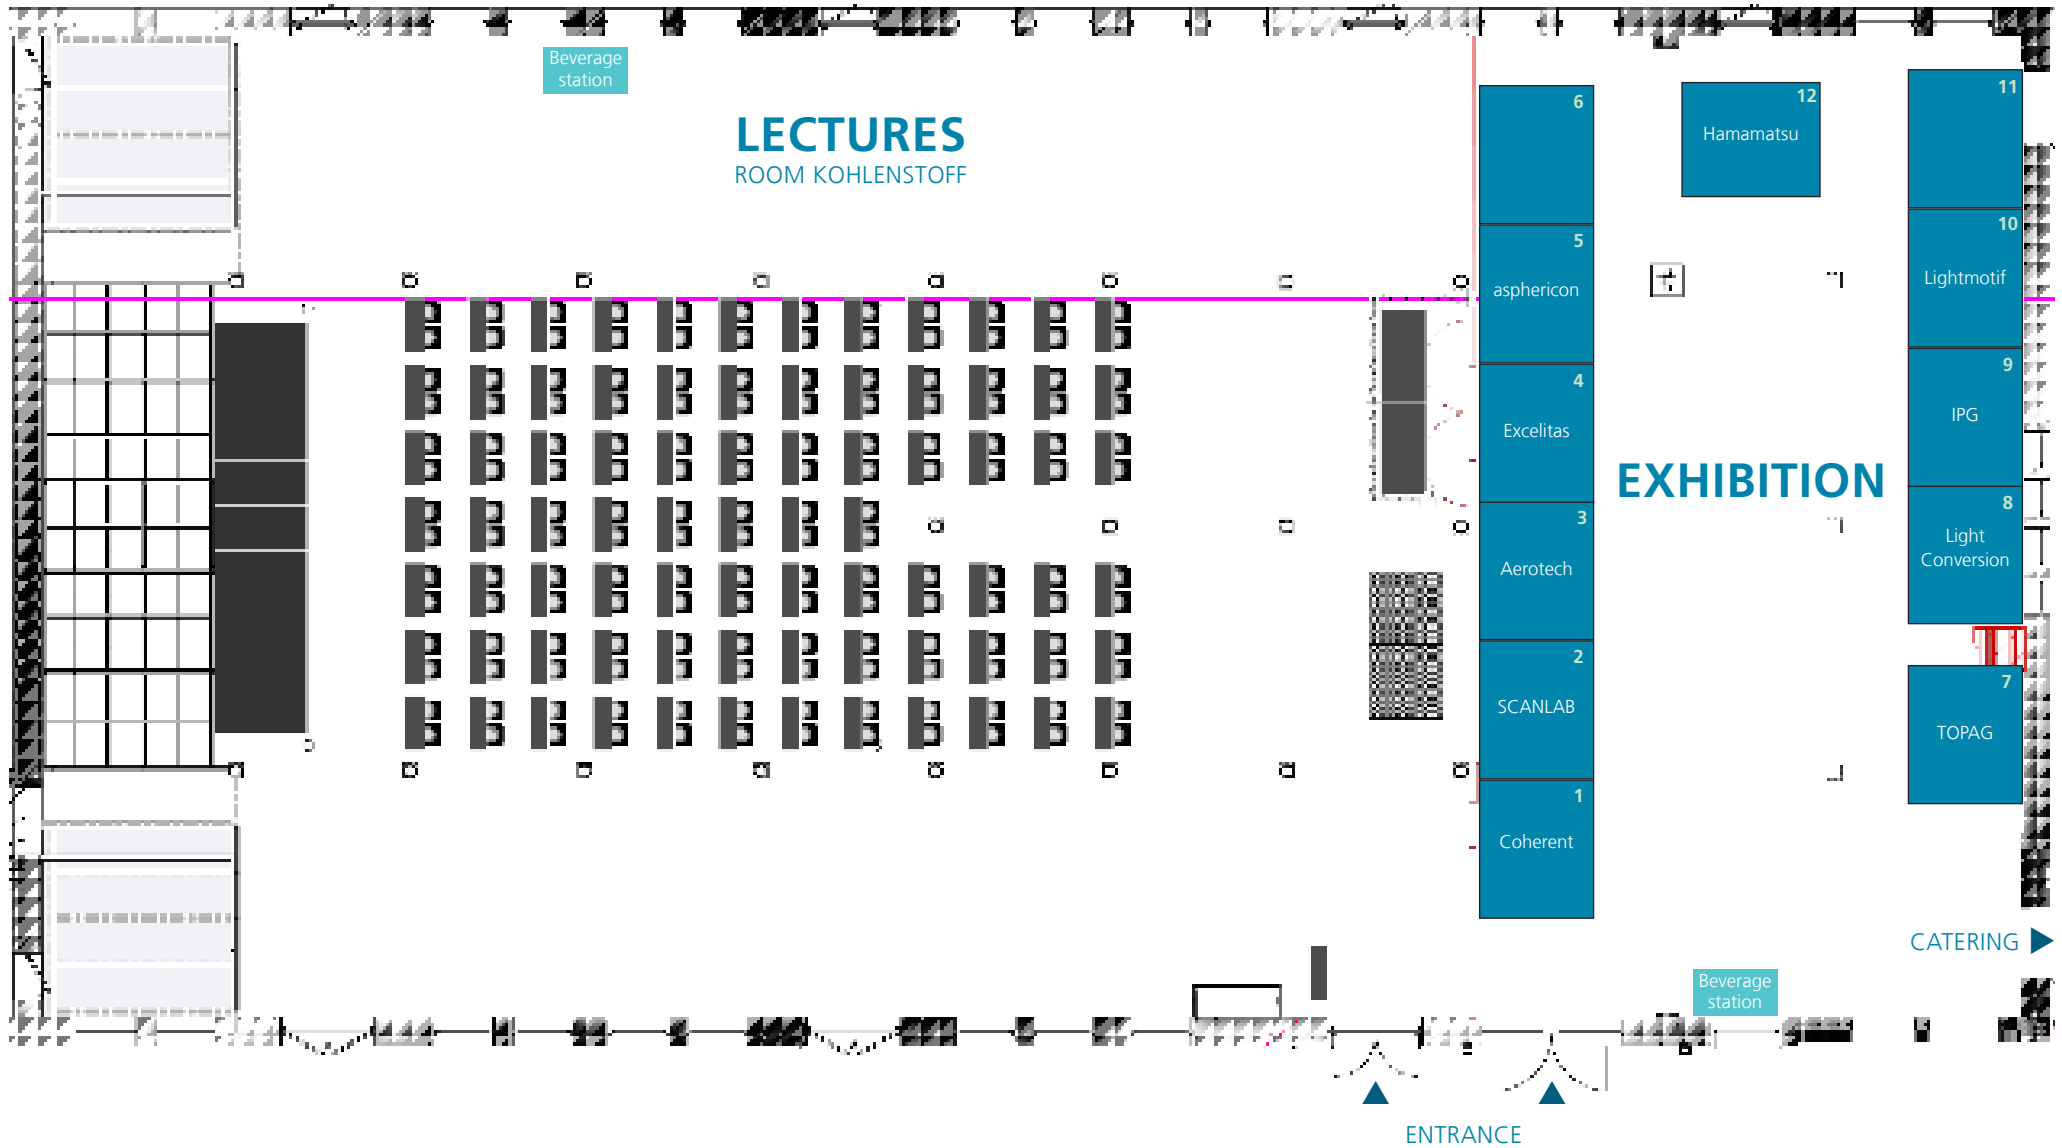 Beverage
station
LECTURES
ROOM KOHLENSTOFF
6
5
asphericon
4
Excelitas
3
Aerotech
2
SCANLAB
1
Coherent
12
Hamamatsu
EXHIBITION
11
10
Lightmotif
9
IPG
8
Light
Conversion
7
TOPAG
CATERING
Beverage
station
ENTRANCE